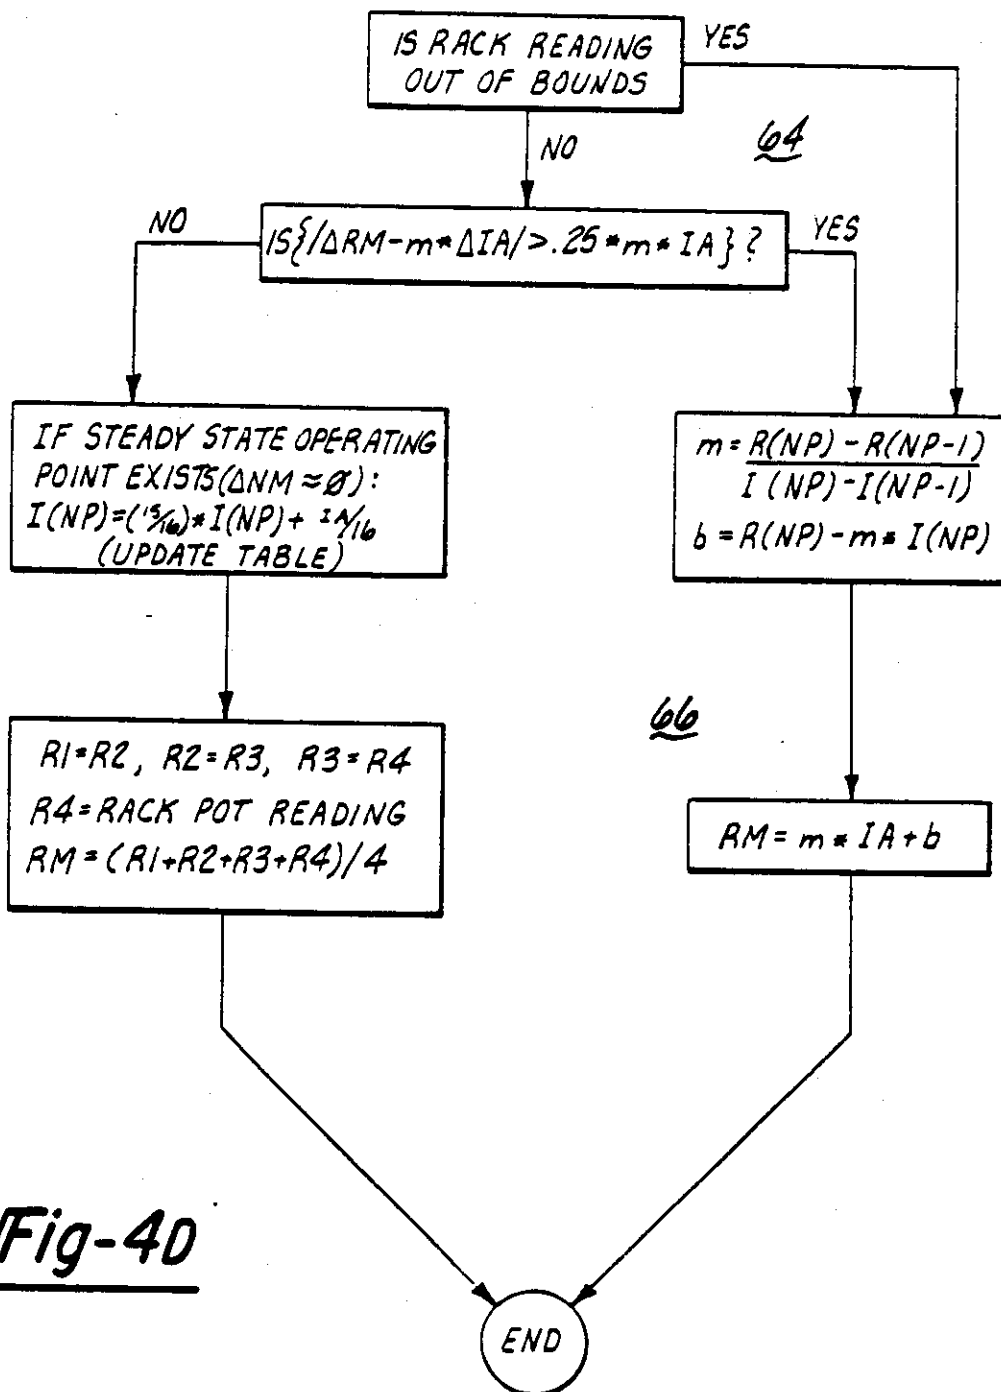 IS RACK READING
OUT OF BOUNDS
YES
NO
64
NO
IS{/ΔRM-m*ΔIA/>.25*m*IA}?
YES
IF STEADY STATE OPERATING
POINT EXISTS(ΔNM≈Ø):
I(NP)=(15/16)*I(NP)+ IA/16
(UPDATE TABLE)
m=R(NP)-R(NP-1)
I(NP)-I(NP-1)
b=R(NP)-m*I(NP)
66
R1=R2, R2=R3, R3=R4
R4=RACK POT READING
RM=(R1+R2+R3+R4)/4
RM=m*IA+b
Fig-4D
END